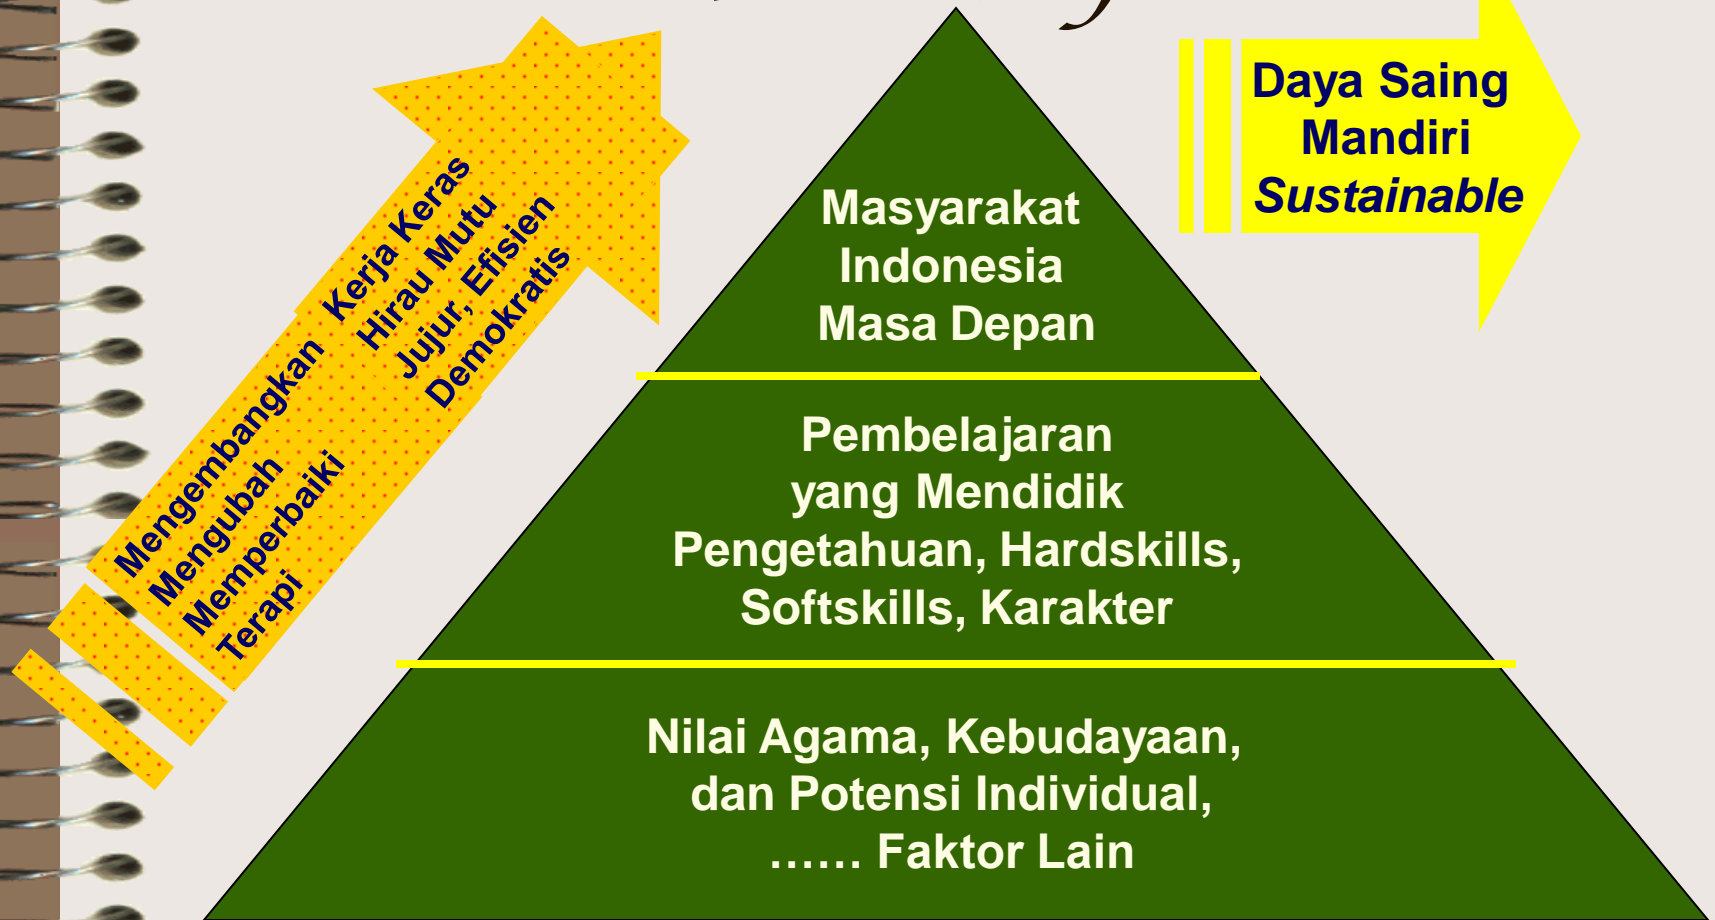 Mengembangkan
Mengubah
Memperbaiki
Terapi
Kerja Keras
Hirau Mutu
Jujur, Efisien
Demokratis
Daya Saing
Mandiri
Sustainable
Masyarakat
Indonesia
Masa Depan
Pembelajaran
yang Mendidik
Pengetahuan, Hardskills,
Softskills, Karakter
Nilai Agama, Kebudayaan,
dan Potensi Individual,
…… Faktor Lain